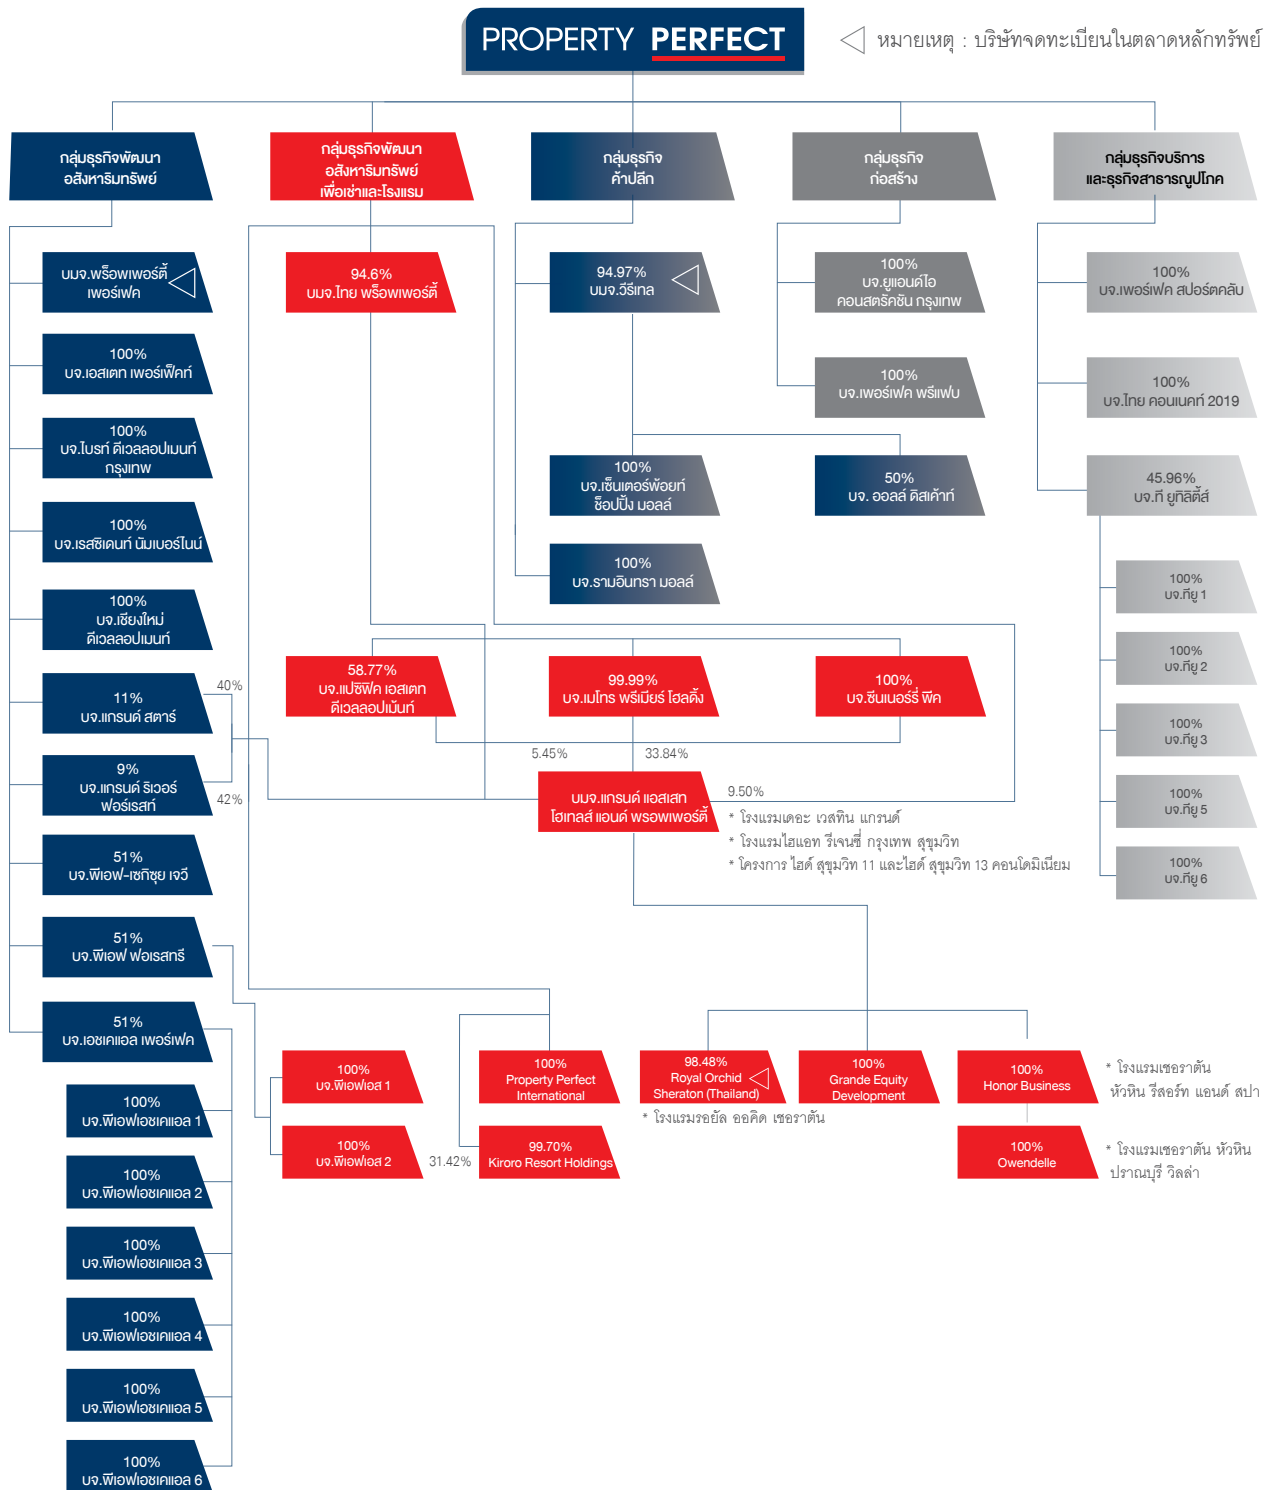 PROPERTY PERFECT
หมายเหตุ : บริษัทจดทะเบียนในตลาดหลักทรัพย์
กลุ่มธุรกิจพัฒนา
อสังหาริมทรัพย์
กลุ่มธุรกิจพัฒนา
อสังหาริมทรัพย์
เพื่อเช่าและโรงแรม
กลุ่มธุรกิจ
ค้าปลีก
กลุ่มธุรกิจ
ก่อสร้าง
กลุ่มธุรกิจบริการ
และธุรกิจสาธารณูปโภค
บมจ.พร็อพเพอร์ตี้
เพอร์เฟค
100%
บจ.เอสเตท เพอร์เฟ็คท์
100%
บจ.ไบรท์ ดีเวลลอปเมนท์
กรุงเทพ
100%
บจ.เรสซิเดนท์ นัมเบอร์ไนน์
100%
บจ.เชียงใหม่
ดีเวลลอปเมนท์
11%
บจ.แกรนด์ สตาร์
40%
9%
บจ.แกรนด์ ริเวอร์
ฟอร์เรสท์
42%
51%
บจ.พีเอฟ-เซกิซุย เจวี
51%
บจ.พีเอฟ ฟอเรสทรี
51%
บจ.เอชเคแอล เพอร์เฟค
100%
บจ.พีเอฟเอชเคแอล 1
100%
บจ.พีเอฟเอชเคแอล 2
100%
บจ.พีเอฟเอชเคแอล 3
100%
บจ.พีเอฟเอชเคแอล 4
100%
บจ.พีเอฟเอชเคแอล 5
100%
บจ.พีเอฟเอชเคแอล 6
100%
บจ.พีเอฟเอส 1
100%
บจ.พีเอฟเอส 2
94.6%
บมจ.ไทย พร็อพเพอร์ตี้
58.77%
บจ.แปซิฟิค เอสเตท
ดีเวลลอปเม้นท์
99.99%
บจ.เมโทร พรีเมียร์ โฮลดิ้ง
100%
บจ.ซีนเนอร์รี่ พีค
5.45%
33.84%
9.50%
บมจ.แกรนด์ แอสเสท
โฮเทลส์ แอนด์ พรอพเพอร์ตี้
* โรงแรมเดอะ เวสทิน แกรนด์
* โรงแรมไฮแอท รีเจนซี่ กรุงเทพ สุขุมวิท
* โครงการ ไฮด์ สุขุมวิท 11 และไฮด์ สุขุมวิท 13 คอนโดมิเนียม
100%
Property Perfect
International
31.42%
99.70%
Kiroro Resort Holdings
98.48%
Royal Orchid
Sheraton (Thailand)
* โรงแรมรอยัล ออคิด เชอราตัน
100%
Grande Equity
Development
100%
Honor Business
* โรงแรมเชอราตัน
หัวหิน รีสอร์ท แอนด์ สปา
100%
Owendelle
* โรงแรมเชอราตัน หัวหิน
ปราณบุรี วิลล่า
94.97%
บมจ.วีรีเทล
100%
บจ.เซ็นเตอร์พ้อยท์
ช็อปปิ้ง มอลล์
50%
บจ. ออลล์ ดิสเค้าท์
100%
บจ.รามอินทรา มอลล์
100%
บจ.ยูแอนด์ไอ
คอนสตรัคชัน กรุงเทพ
100%
บจ.เพอร์เฟค พรีแฟบ
100%
บจ.เพอร์เฟค สปอร์ตคลับ
100%
บจ.ไทย คอนเนคท์ 2019
45.96%
บจ.ที ยูทิลิตี้ส์
100%
บจ.ทียู 1
100%
บจ.ทียู 2
100%
บจ.ทียู 3
100%
บจ.ทียู 5
100%
บจ.ทียู 6